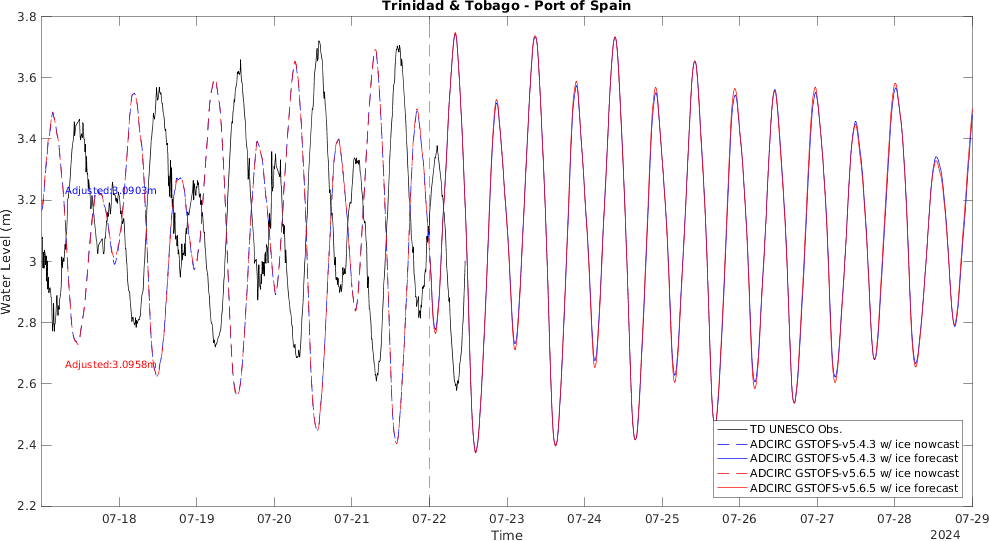 Trinidad & Tobago - Port of Spain
3.8
3.6
3.4
3.2
3
2.8
2.6
2.4
2.2
Water Level (m)
Adjusted:3.0903m
Adjusted:3.0958m
TD UNESCO Obs.
ADCIRC GSTOFS-v5.4.3 w/ ice nowcast
ADCIRC GSTOFS-v5.4.3 w/ ice forecast
ADCIRC GSTOFS-v5.6.5 w/ ice nowcast
ADCIRC GSTOFS-v5.6.5 w/ ice forecast
07-18 07-19 07-20 07-21 07-22 07-23 07-24 07-25 07-26 07-27 07-28 07-29
Time
2024